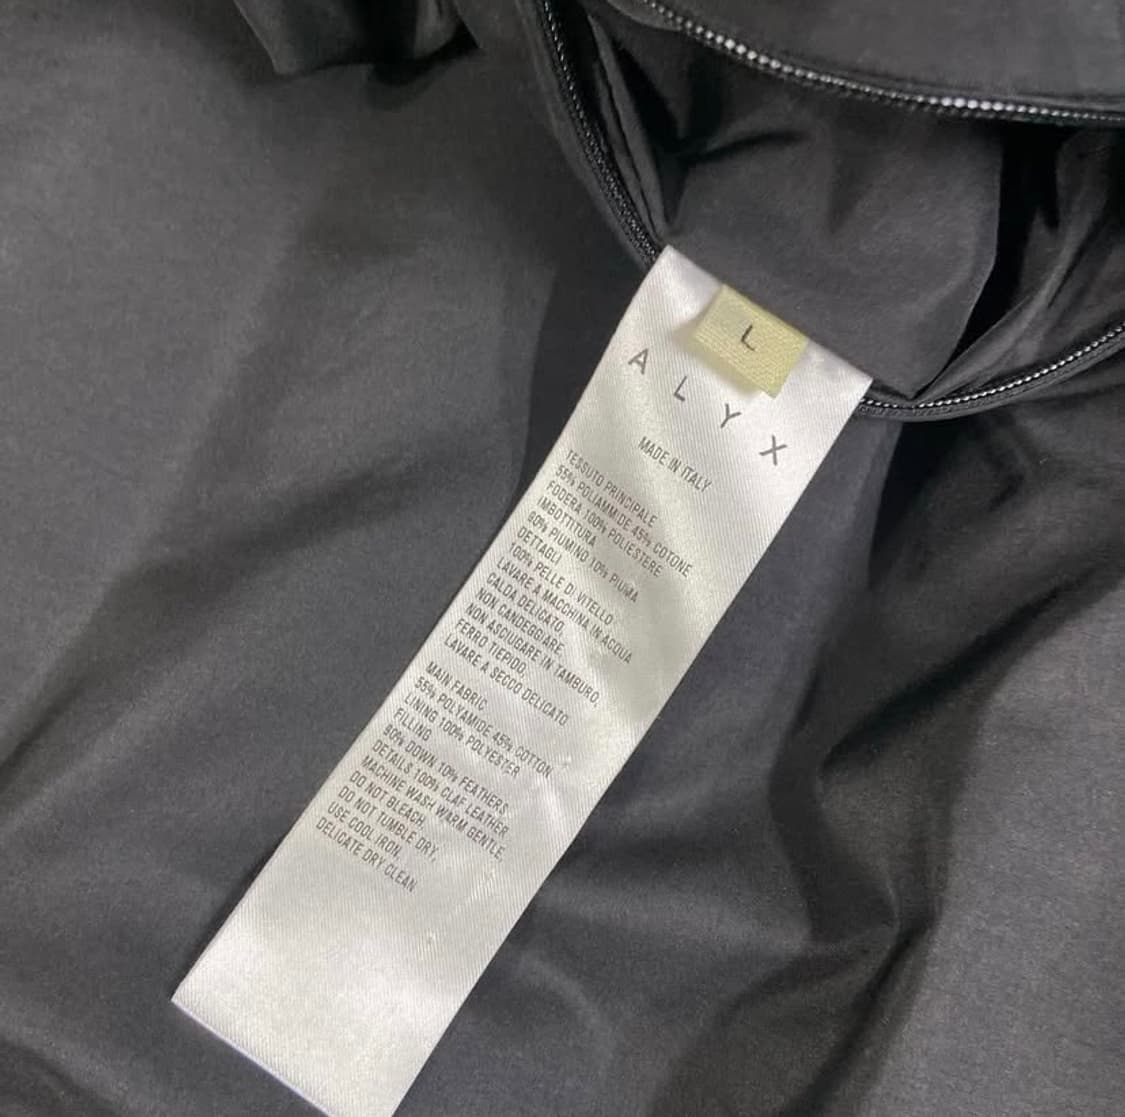 L
A L Y X
MADE IN ITALY
TESSUTO PRINCIPALE
55% POLIAMMIDE 45% COTONE
FODERA 100% POLIESTERE
IMBOTTITURA
90% PIUMINO 10% PIUMA
DETTAGLI
100% PELLE DI VITELLO
LAVARE A MACCHINA IN ACQUA
CALDA DELICATO,
NON CANDEGGIARE,
NON ASCIUGARE IN TAMBURO,
FERRO TIEPIDO,
LAVARE A SECCO DELICATO
MAIN FABRIC
55% POLYAMIDE 45% COTTON
LINING 100% POLYESTER
FILLING
90% DOWN 10% FEATHERS
DETAILS 100% CLAF LEATHER
MACHINE WASH WARM GENTLE,
DO NOT BLEACH,
DO NOT TUMBLE DRY,
USE COOL IRON,
DELICATE DRY CLEAN